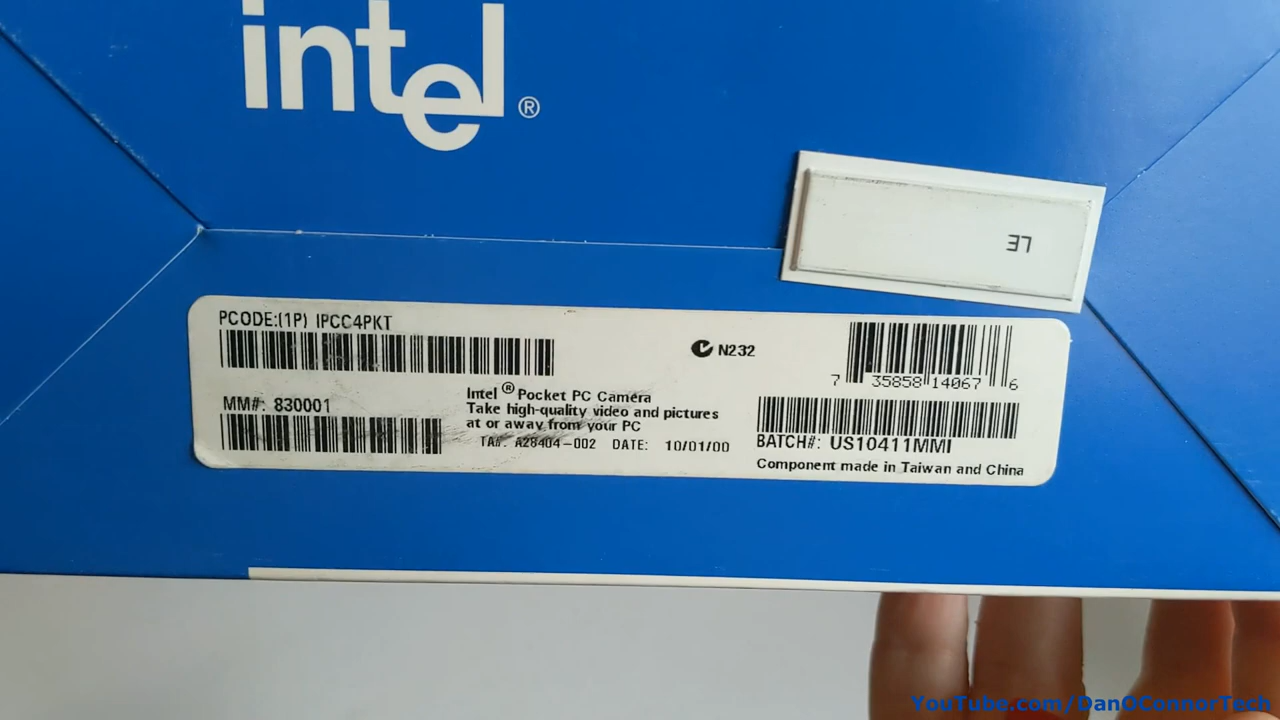 intel®
LE
PCODE:(1P) IPCC4PKT
N232
7 35858 14067 6
MM#: 830001
Intel® Pocket PC Camera
Take high-quality video and pictures
at or away from your PC
TA#: A28404-002 DATE: 10/01/00
BATCH#: US10411MMI
Component made in Taiwan and China
YouTube.com/DanOConnorTech